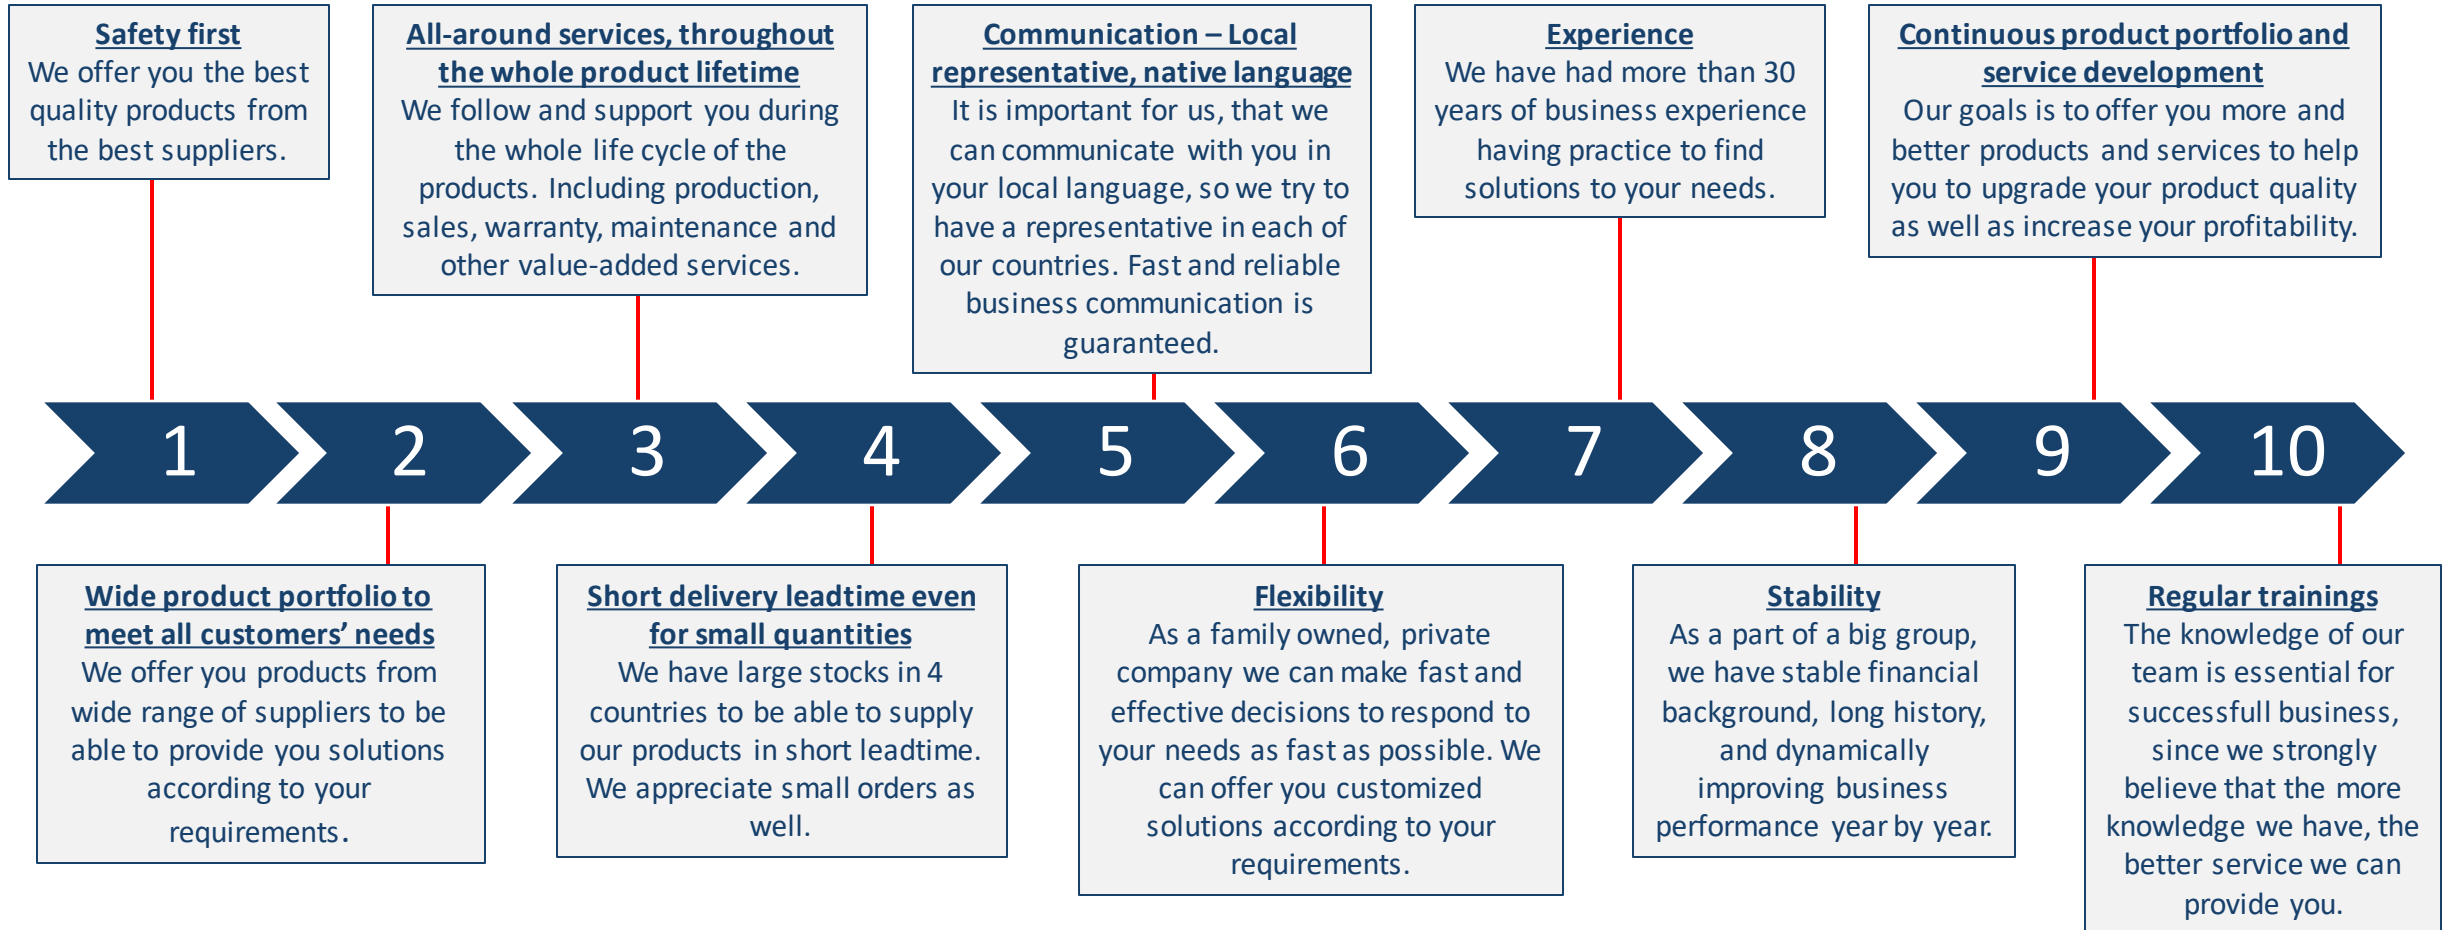 Safety first
We offer you the best
quality products from
the best suppliers.
All-around services, throughout
the whole product lifetime
We follow and support you during
the whole life cycle of the
products. Including production,
sales, warranty, maintenance and
other value-added services.
Communication – Local
representative, native language
It is important for us, that we
can communicate with you in
your local language, so we try to
have a representative in each of
our countries. Fast and reliable
business communication is
guaranteed.
Experience
We have had more than 30
years of business experience
having practice to find
solutions to your needs.
Continuous product portfolio and
service development
Our goals is to offer you more and
better products and services to help
you to upgrade your product quality
as well as increase your profitability.
1 2 3 4 5 6 7 8 9 10
Wide product portfolio to
meet all customers' needs
We offer you products from
wide range of suppliers to be
able to provide you solutions
according to your
requirements.
Short delivery leadtime even
for small quantities
We have large stocks in 4
countries to be able to supply
our products in short leadtime.
We appreciate small orders as
well.
Flexibility
As a family owned, private
company we can make fast and
effective decisions to respond to
your needs as fast as possible. We
can offer you customized
solutions according to your
requirements.
Stability
As a part of a big group,
we have stable financial
background, long history,
and dynamically
improving business
performance year by year.
Regular trainings
The knowledge of our
team is essential for
successfull business,
since we strongly
believe that the more
knowledge we have, the
better service we can
provide you.